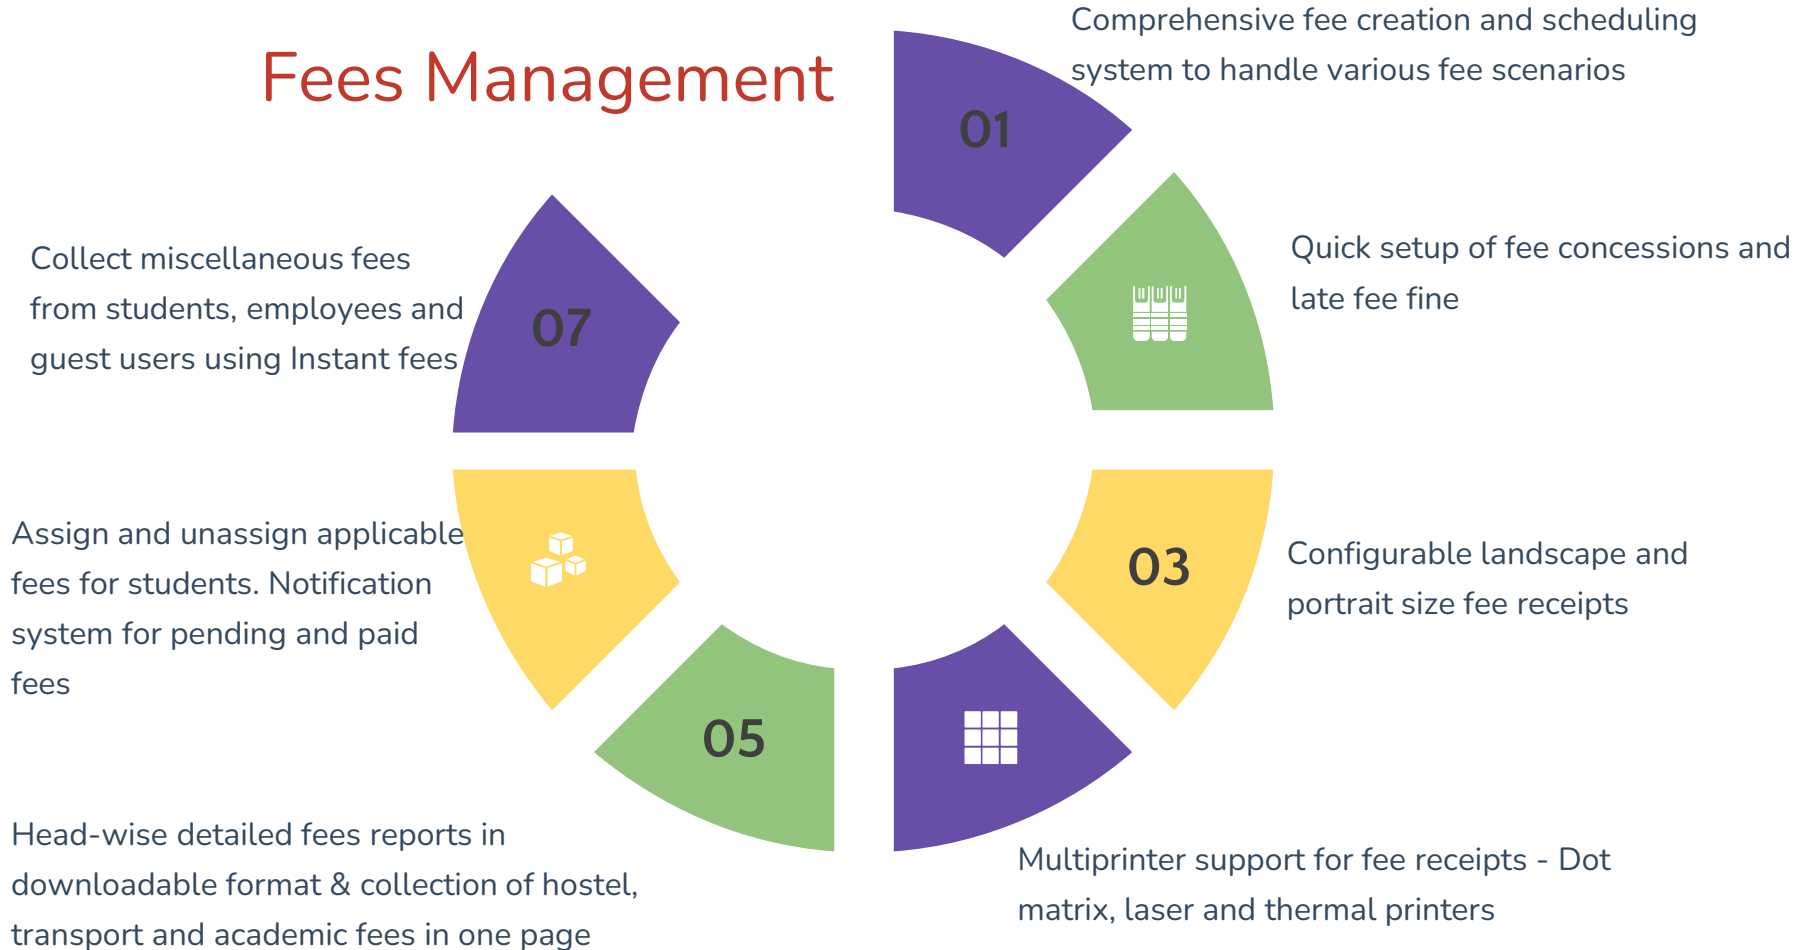 Fees Management
01
Comprehensive fee creation and scheduling
system to handle various fee scenarios
Quick setup of fee concessions and
late fee fine
03
Configurable landscape and
portrait size fee receipts
Multiprinter support for fee receipts - Dot
matrix, laser and thermal printers
05
Head-wise detailed fees reports in
downloadable format & collection of hostel,
transport and academic fees in one page
Assign and unassign applicable
fees for students. Notification
system for pending and paid
fees
07
Collect miscellaneous fees
from students, employees and
guest users using Instant fees